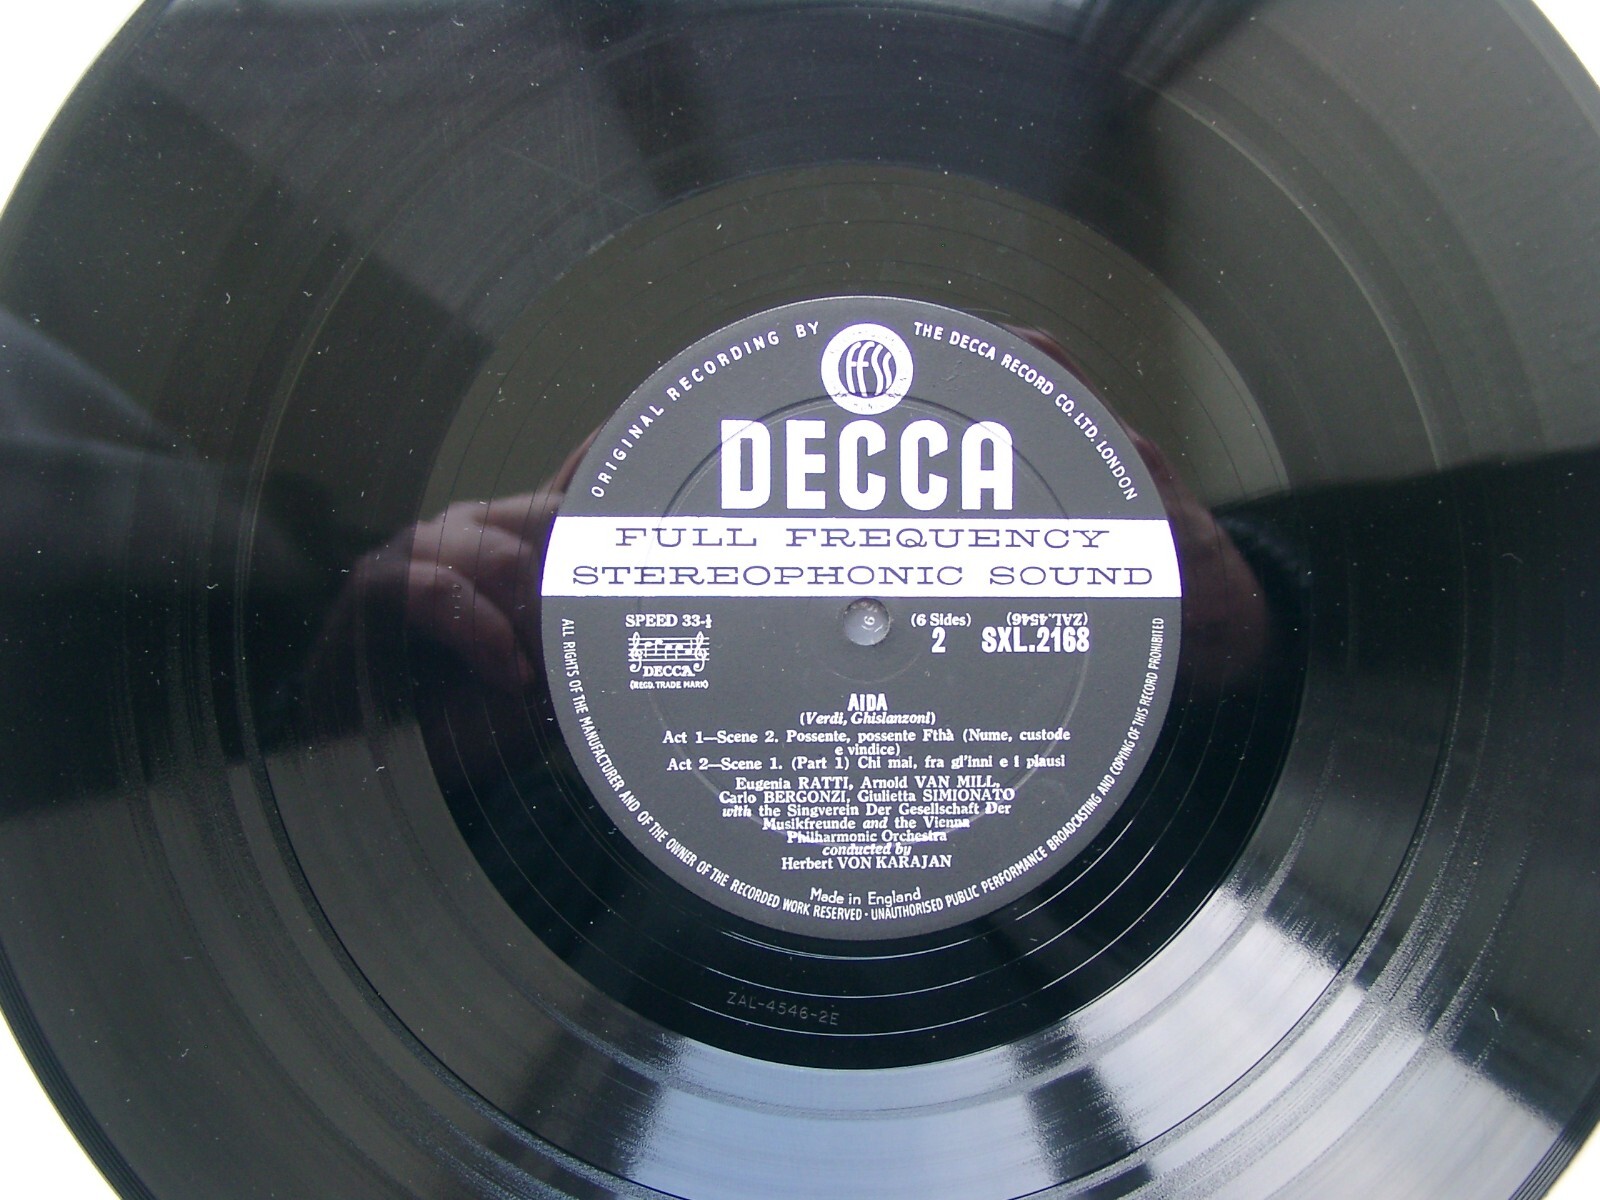 ORIGINAL RECORDING BY
THE DECCA RECORD CO. LTD. LONDON
FFSS
DECCA
FULL FREQUENCY
STEREOPHONIC SOUND
SPEED 33-⅓
DECCA
(REGD. TRADE MARK)
(6 Sides)
2
(ZAL.4546)
SXL.2168
AIDA
(Verdi, Ghislanzoni)
Act 1—Scene 2. Possente, possente Fthà (Nume, custode
e vindice)
Act 2—Scene 1. (Part 1) Chi mai, fra gl'inni e i plausi
Eugenia RATTI, Arnold VAN MILL,
Carlo BERGONZI, Giulietta SIMIONATO
with the Singverein Der Gesellschaft Der
Musikfreunde and the Vienna
Philharmonic Orchestra
conducted by
Herbert VON KARAJAN
Made in England
ALL RIGHTS OF THE MANUFACTURER AND OF THE OWNER OF THE RECORDED WORK RESERVED · UNAUTHORISED PUBLIC PERFORMANCE BROADCASTING AND COPYING OF THIS RECORD PROHIBITED
ZAL-4546-2E